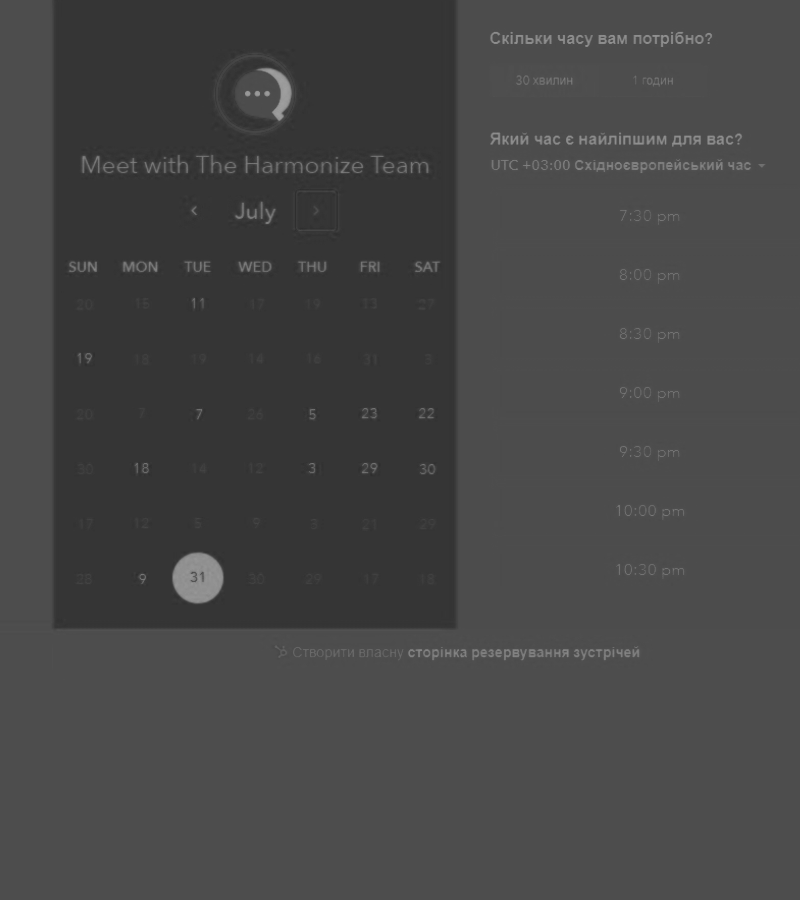 Meet with The Harmonize Team
July
SUN MON TUE WED THU FRI SAT
20 15 11 17 19 13 27
19 18 19 14 14 31 3
20 7 7 26 5 23 22
30 18 14 12 3 29 30
17 12 5 9 3 21 29
28 9 31 30 29 17 18
Скільки часу вам потрібно?
30 хвилин 1 годин
Який час є найліпшим для вас?
UTC +03:00 Східноєвропейський час
7:30 pm
8:00 pm
8:30 pm
9:00 pm
9:30 pm
10:00 pm
10:30 pm
Створити власну сторінка резервування зустрічей